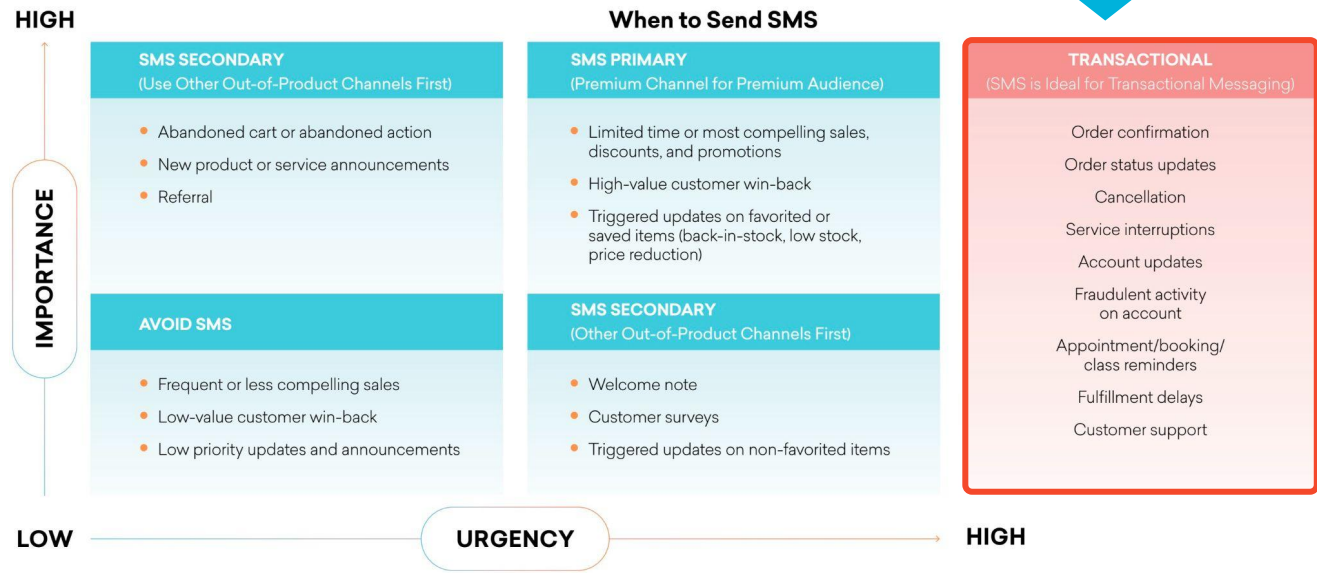 HIGH
When to Send SMS
SMS SECONDARY
(Use Other Out-of-Product Channels First)
Abandoned cart or abandoned action
New product or service announcements
Referral
SMS PRIMARY
(Premium Channel for Premium Audience)
Limited time or most compelling sales,
discounts, and promotions
High-value customer win-back
Triggered updates on favorited or
saved items (back-in-stock, low stock,
price reduction)
TRANSACTIONAL
(SMS is Ideal for Transactional Messaging)
Order confirmation
Order status updates
Cancellation
Service interruptions
Account updates
Fraudulent activity
on account
Appointment/booking/
class reminders
Fulfillment delays
Customer support
IMPORTANCE
AVOID SMS
Frequent or less compelling sales
Low-value customer win-back
Low priority updates and announcements
SMS SECONDARY
(Other Out-of-Product Channels First)
Welcome note
Customer surveys
Triggered updates on non-favorited items
LOW
URGENCY
HIGH